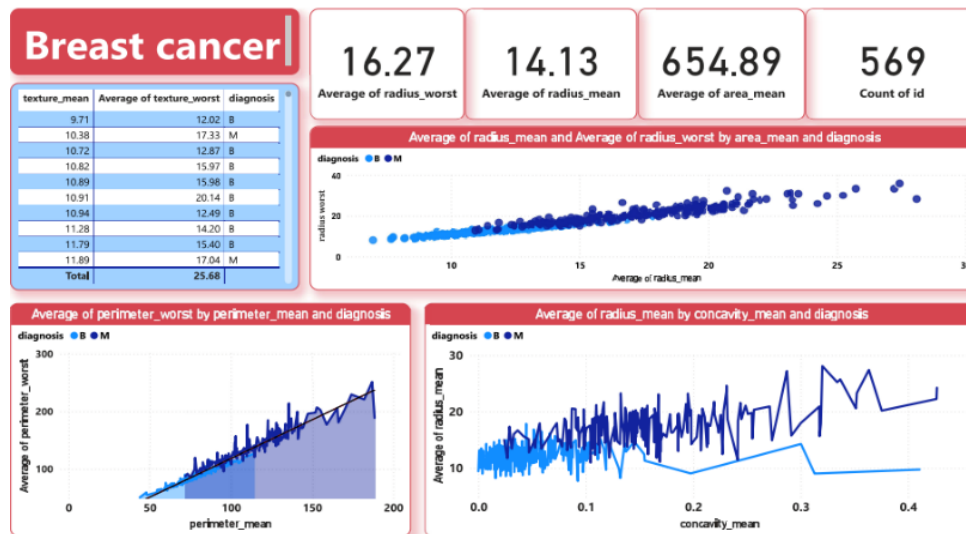 Breast cancer
16.27
Average of radius_worst
14.13
Average of radius_mean
654.89
Average of area_mean
569
Count of id
texture_mean Average of texture_worst diagnosis
9.71 12.02 B
10.38 17.33 M
10.72 12.87 B
10.82 15.97 B
10.89 15.98 B
10.91 20.14 B
10.94 12.49 B
11.28 14.20 B
11.79 15.40 B
11.89 17.04 M
Total 25.68
Average of radius_mean and Average of radius_worst by area_mean and diagnosis
diagnosis B M
radius worst
40
20
0
10 15 20 25
Average of radius_mean
Average of perimeter_worst by perimeter_mean and diagnosis
diagnosis B M
Average of perimeter_worst
300
200
100
0 50 100 150 200
perimeter_mean
Average of radius_mean by concavity_mean and diagnosis
diagnosis B M
Average of radius_mean
30
20
10
0.0 0.1 0.2 0.3 0.4
concavity_mean